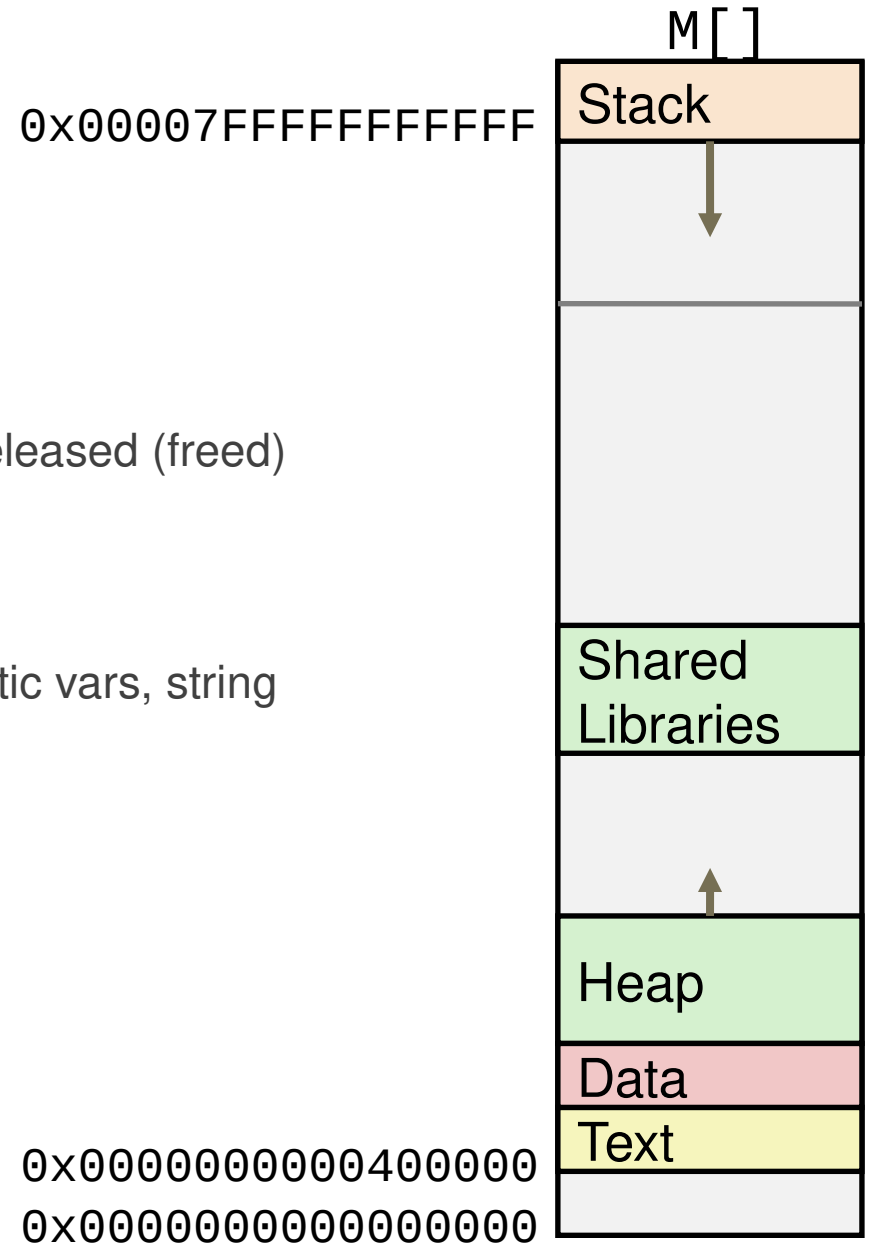 M[]
Stack
0x00007FFFFFFFFFFF
eleased (freed)
Shared
Libraries
tic vars, string
Heap
Data
Text
0x0000000000400000
0x0000000000000000